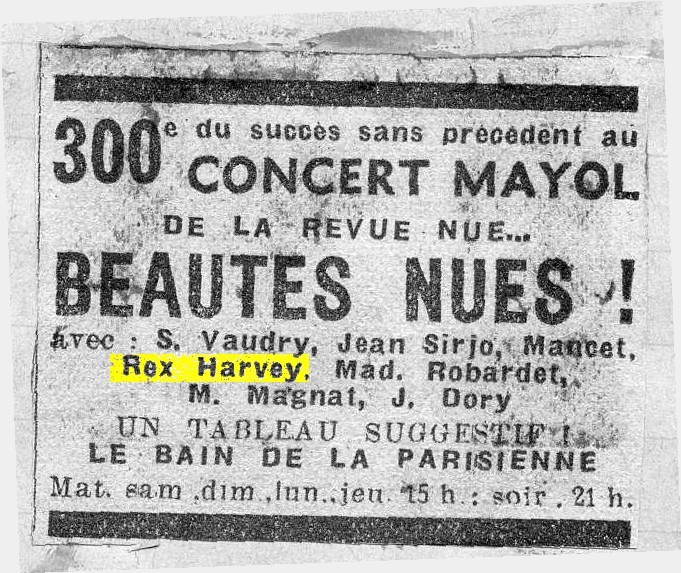 300e du succès sans précédent au
CONCERT MAYOL
DE LA REVUE NUE...
BEAUTES NUES !
avec : S. Vaudry, Jean Sirjo, Mancet,
Rex Harvey, Mad. Robardet,
M. Magnat, J. Dory
UN TABLEAU SUGGESTIF !
LE BAIN DE LA PARISIENNE
Mat. sam .dim.,lun.,jeu. 15 h. : soir . 21 h.